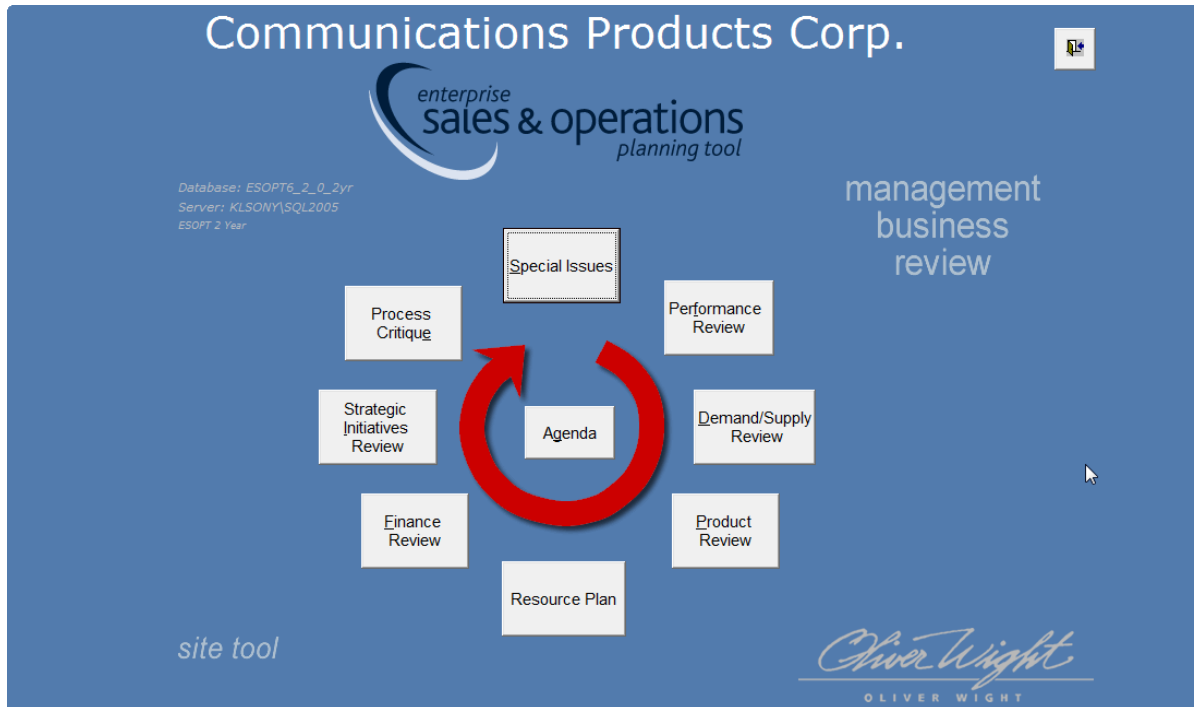 Communications Products Corp.
enterprise
sales & operations
planning tool
Database: ESOPT6_2_0_2yr
Server: KLSONY\SQL2005
ESOPT 2 Year
management
business
review
Special Issues
Process
Critique
Performance
Review
Strategic
Initiatives
Review
Agenda
Demand/Supply
Review
Finance
Review
Product
Review
Resource Plan
site tool
Oliver Wight
OLIVER WIGHT